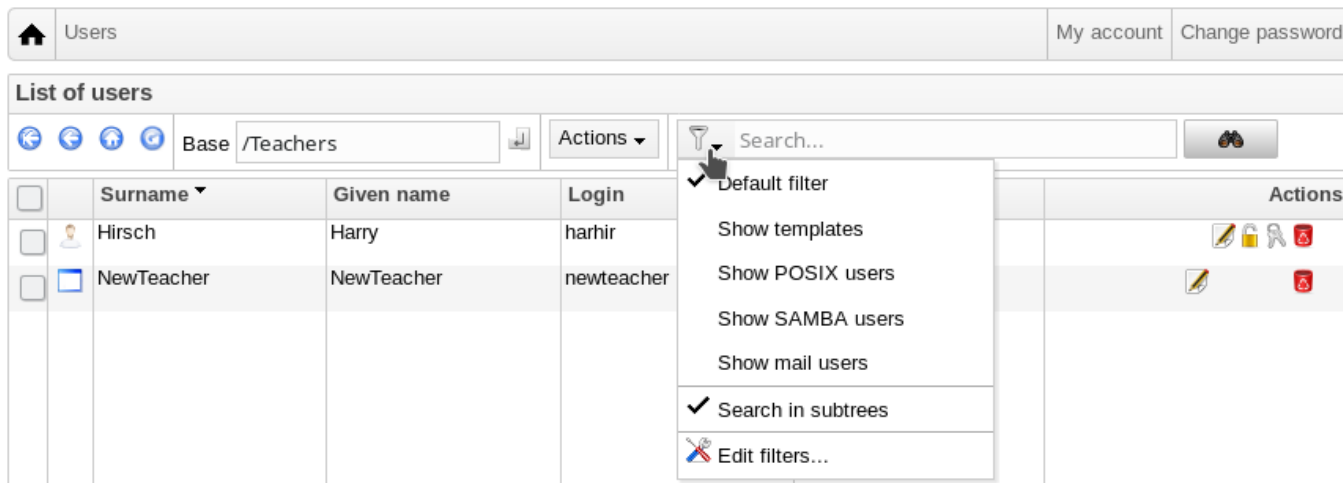 Users My account Change password
List of users
Base /Teachers Actions Search...
Surname Given name Login Actions
Hirsch Harry harhir
NewTeacher NewTeacher newteacher
Default filter
Show templates
Show POSIX users
Show SAMBA users
Show mail users
Search in subtrees
Edit filters...